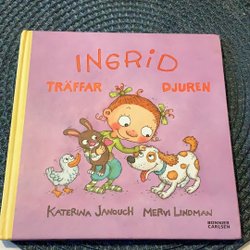 INGRID
TRÄFFAR DJUREN
KATERINA JANOUCH MERVI LINDMAN
BONNIER
CARLSEN